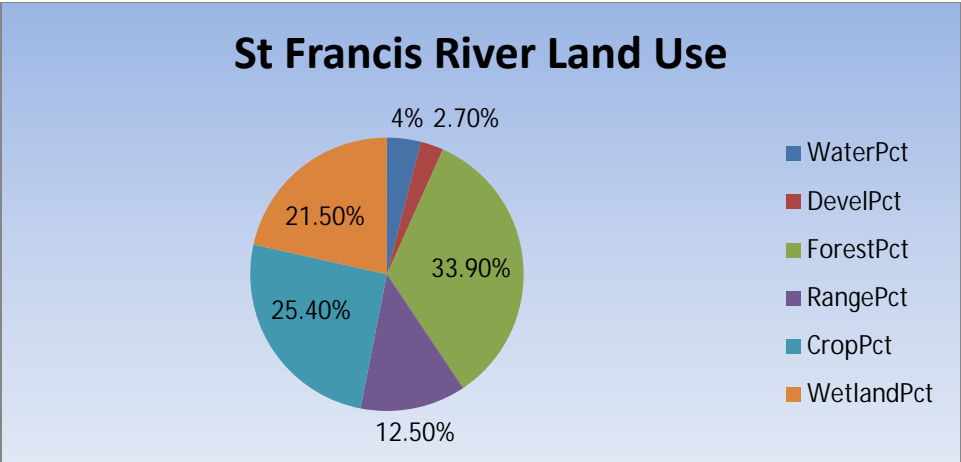 St Francis River Land Use
4% 2.70%
WaterPct
DevelPct
21.50%
ForestPct
33.90%
RangePct
25.40%
CropPct
WetlandPct
12.50%